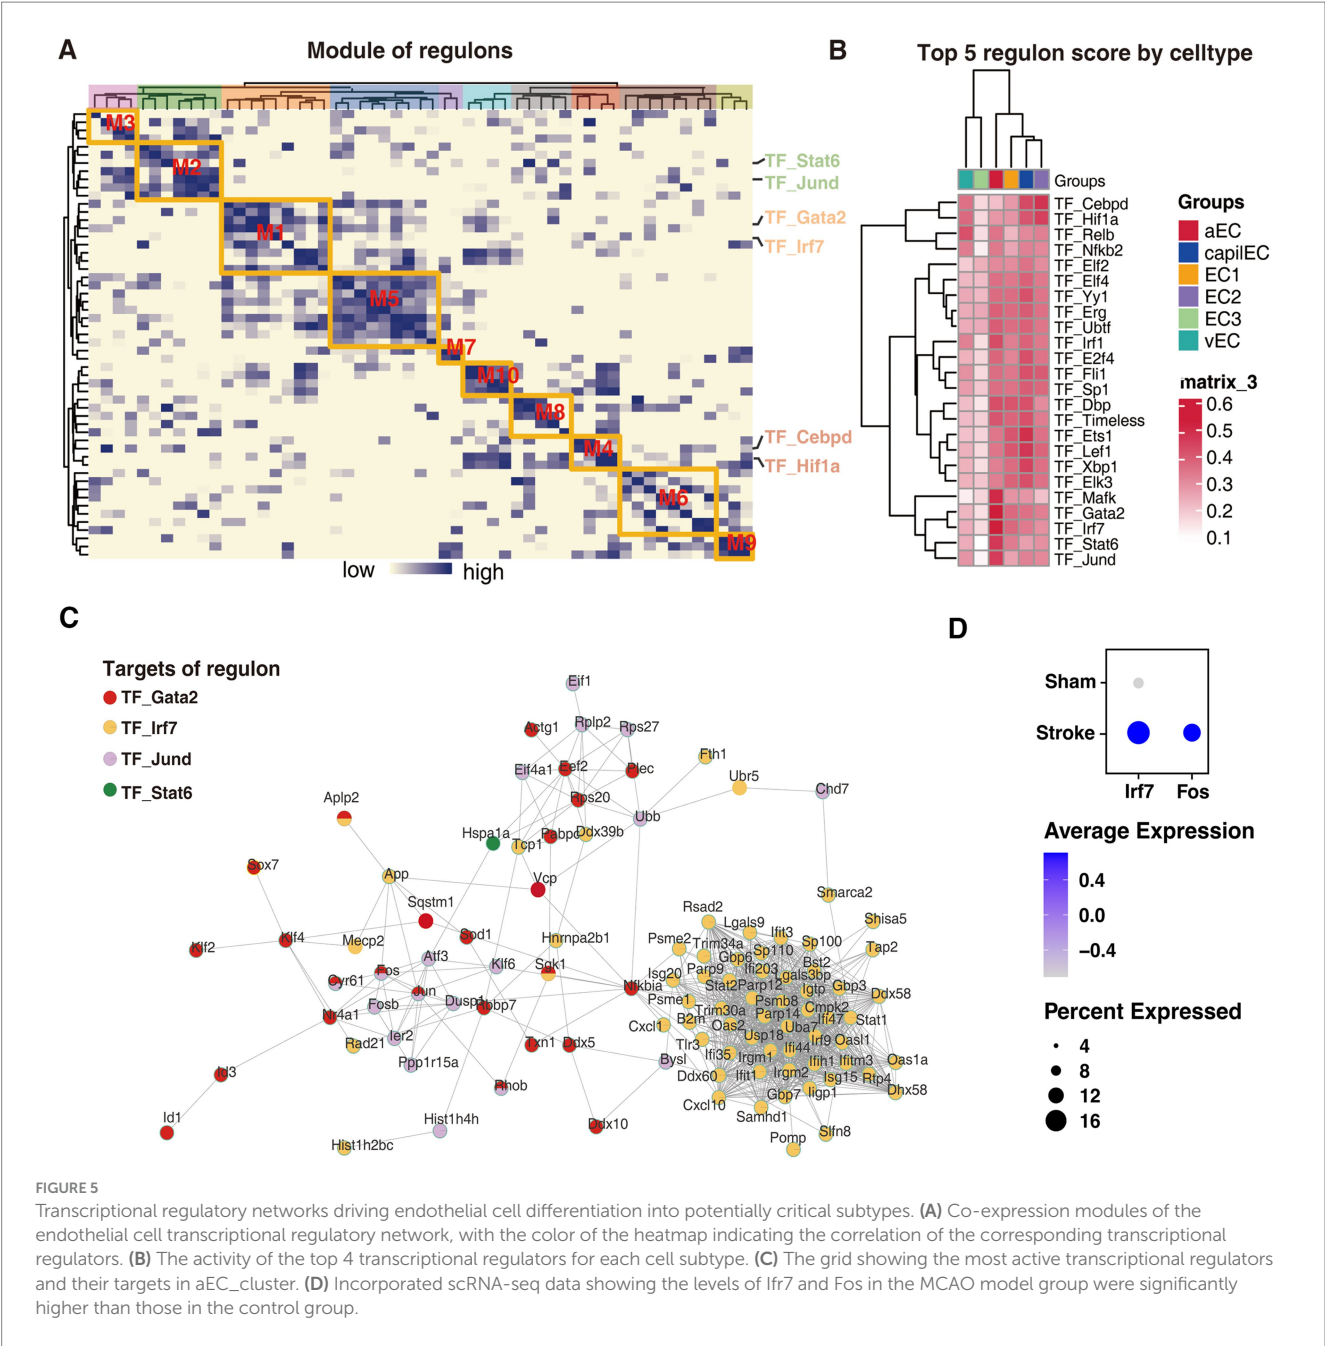 A
Module of regulons
M3
M2
M1
M5
M7
M10
M8
M4
M6
M9
TF_Stat6
TF_Jund
TF_Gata2
TF_Irf7
TF_Cebpd
TF_Hif1a
low
high
B
Top 5 regulon score by celltype
Groups
TF_Cebpd
TF_Hif1a
TF_Relb
TF_Nfkb2
TF_Elf2
TF_Elf4
TF_Yy1
TF_Erg
TF_Ubtf
TF_Irf1
TF_E2f4
TF_Fli1
TF_Sp1
TF_Dbp
TF_Timeless
TF_Ets1
TF_Lef1
TF_Xbp1
TF_Elk3
TF_Mafk
TF_Gata2
TF_Irf7
TF_Stat6
TF_Jund
Groups
aEC
capilEC
EC1
EC2
EC3
vEC
matrix_3
0.6
0.5
0.4
0.3
0.2
0.1
C
Targets of regulon
TF_Gata2
TF_Irf7
TF_Jund
TF_Stat6
Eif1
Actg1
Rplp2
Rps27
Eif4a1
Eef2
Plec
Fth1
Ubr5
Chd7
Aplp2
Rps20
Ubb
Hspa1a
Tcp1
Pabpc
Ddx39b
Sox7
App
Vcp
Sqstm1
Smarca2
Klf2
Klf4
Mecp2
Sod1
Hnrnpa2b1
Rsad2
Lgals9
Ifit3
Shisa5
Psme2
Trim34a
Sp110
Sp100
Tap2
Cyr61
Fos
Atf3
Klf6
Sgk1
Nfkbia
Isg20
Parp9
Gbp6
Ifi203
Bst2
Lgals3bp
Stat2
Parp12
Igtp
Gbp3
Ddx58
Jun
Fosb
Dusp1
Psme1
Psmb8
Cmpk2
Nr4a1
Trim30a
Parp14
Ifi47
Stat1
Cxcl1
B2m
Oas2
Uba7
Rad21
Ier2
Txn1
Ddx5
Tlr3
Usp18
Irf9
Oasl1
Ppp1r15a
Bysl
Ifi35
Irgm1
Ifi44
Ifih1
Ifitm3
Oas1a
Id3
Rhob
Ddx60
Ifit1
Irgm2
Isg15
Rtp4
Dhx58
Id1
Hist1h4h
Ddx10
Cxcl10
Gbp7
Iigp1
Samhd1
Hist1h2bc
Pomp
Slfn8
D
Sham
Stroke
Irf7
Fos
Average Expression
0.4
0.0
−0.4
Percent Expressed
4
8
12
16
FIGURE 5
Transcriptional regulatory networks driving endothelial cell differentiation into potentially critical subtypes. (A) Co-expression modules of the
endothelial cell transcriptional regulatory network, with the color of the heatmap indicating the correlation of the corresponding transcriptional
regulators. (B) The activity of the top 4 transcriptional regulators for each cell subtype. (C) The grid showing the most active transcriptional regulators
and their targets in aEC_cluster. (D) Incorporated scRNA-seq data showing the levels of Ifr7 and Fos in the MCAO model group were significantly
higher than those in the control group.